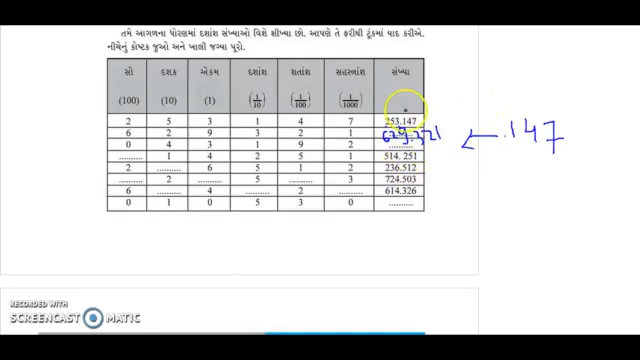 તમે આગળના ધોરણમાં દશાંશ સંખ્યાઓ વિશે શીખ્યા છો. આપણે તે ફરીથી ટૂંકમાં યાદ કરીએ.
નીચેનું કોષ્ટક જુઓ અને ખાલી જગ્યા પૂરો.
સો દશક એકમ દશાંશ શતાંશ સહસ્ત્રાંશ સંખ્યા
(100) (10) (1) (1/10) (1/100) (1/1000)
2 5 3 1 4 7 253.147
6 2 9 3 2 1 629.321 ← .147
0 4 3 1 9 2 ..........
.......... 1 4 2 5 1 514.251
2 .......... 6 5 1 2 236.512
.......... 2 .......... 5 .......... 3 724.503
6 .......... 4 .......... 2 .......... 614.326
0 1 0 5 3 0 ..........
RECORDED WITH
SCREENCAST MATIC